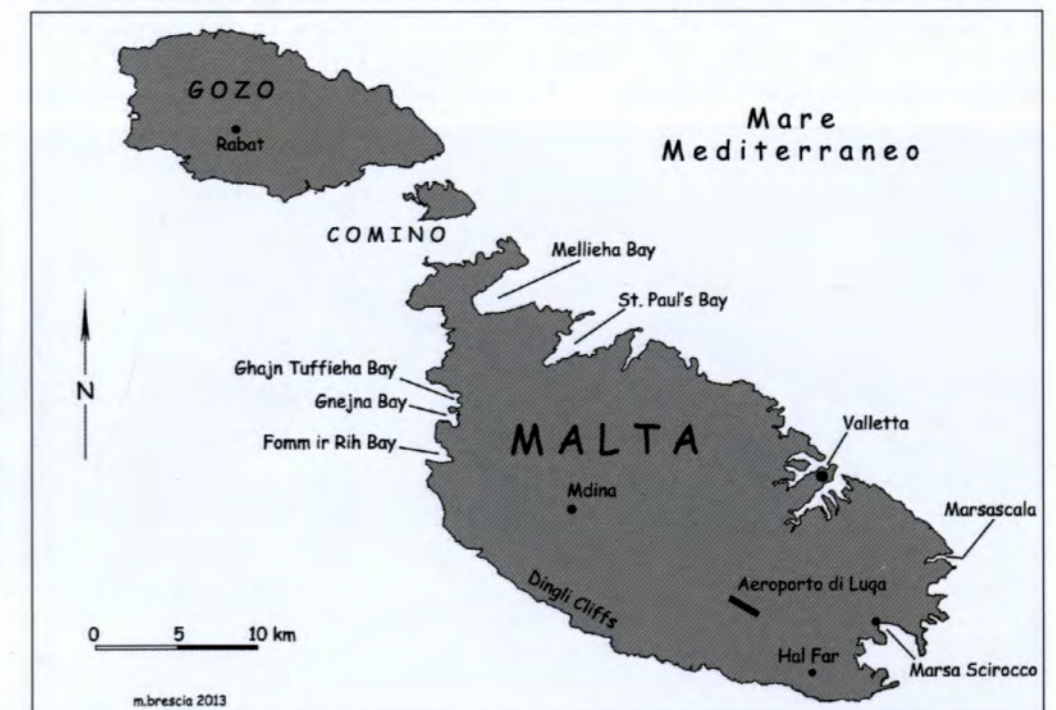 GOZO
Rabat
Mare
Mediterraneo
COMINO
Mellieha Bay
St. Paul's Bay
Ghajn Tuffieha Bay
Gnejna Bay
Fomm ir Rih Bay
N
MALTA
Valletta
Mdina
Marsascala
Dingli Cliffs
Aeroporto di Luqa
0 5 10 km
Hal Far
Marsa Scirocco
m.brescia 2013